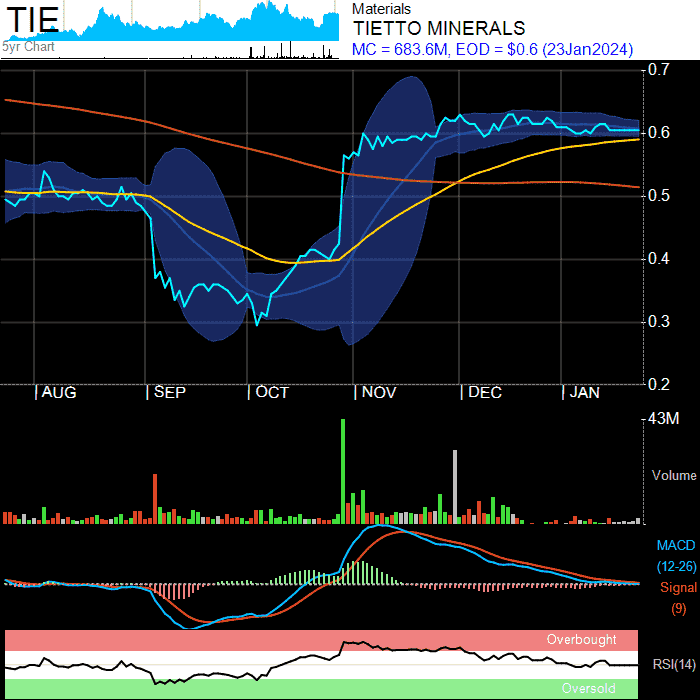 TIE
5yr Chart
Materials
TIETTO MINERALS
MC = 683.6M, EOD = $0.6 (23Jan2024)
0.7
0.6
0.5
0.4
0.3
0.2
| AUG | SEP | OCT | NOV | DEC | JAN
43M
Volume
MACD
(12-26)
Signal
(9)
Overbought
RSI(14)
Oversold